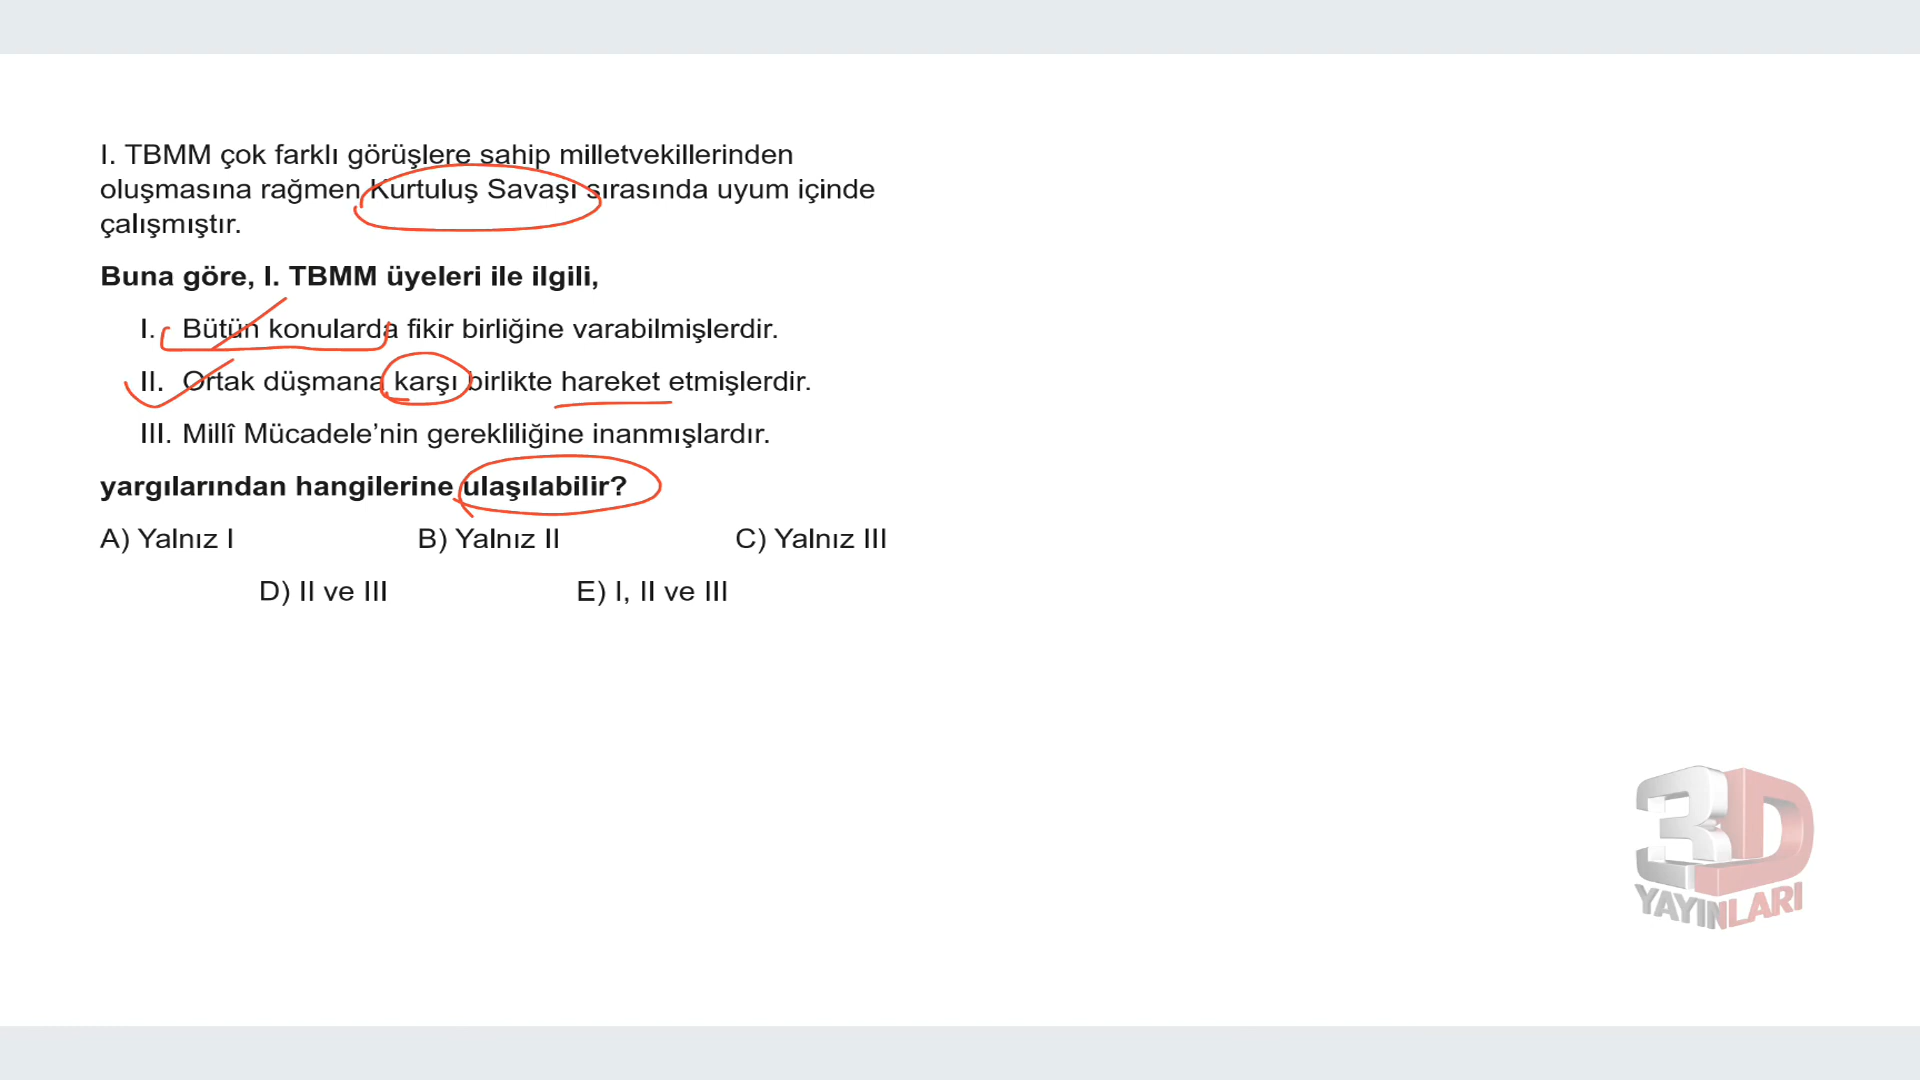 I. TBMM çok farklı görüşlere sahip milletvekillerinden
oluşmasına rağmen Kurtuluş Savaşı sırasında uyum içinde
çalışmıştır.
Buna göre, I. TBMM üyeleri ile ilgili,
I. Bütün konularda fikir birliğine varabilmişlerdir.
II. Ortak düşmana karşı birlikte hareket etmişlerdir.
III. Millî Mücadele’nin gerekliliğine inanmışlardır.
yargılarından hangilerine ulaşılabilir?
A) Yalnız I B) Yalnız II C) Yalnız III
D) II ve III E) I, II ve III
3D
YAYINLARI